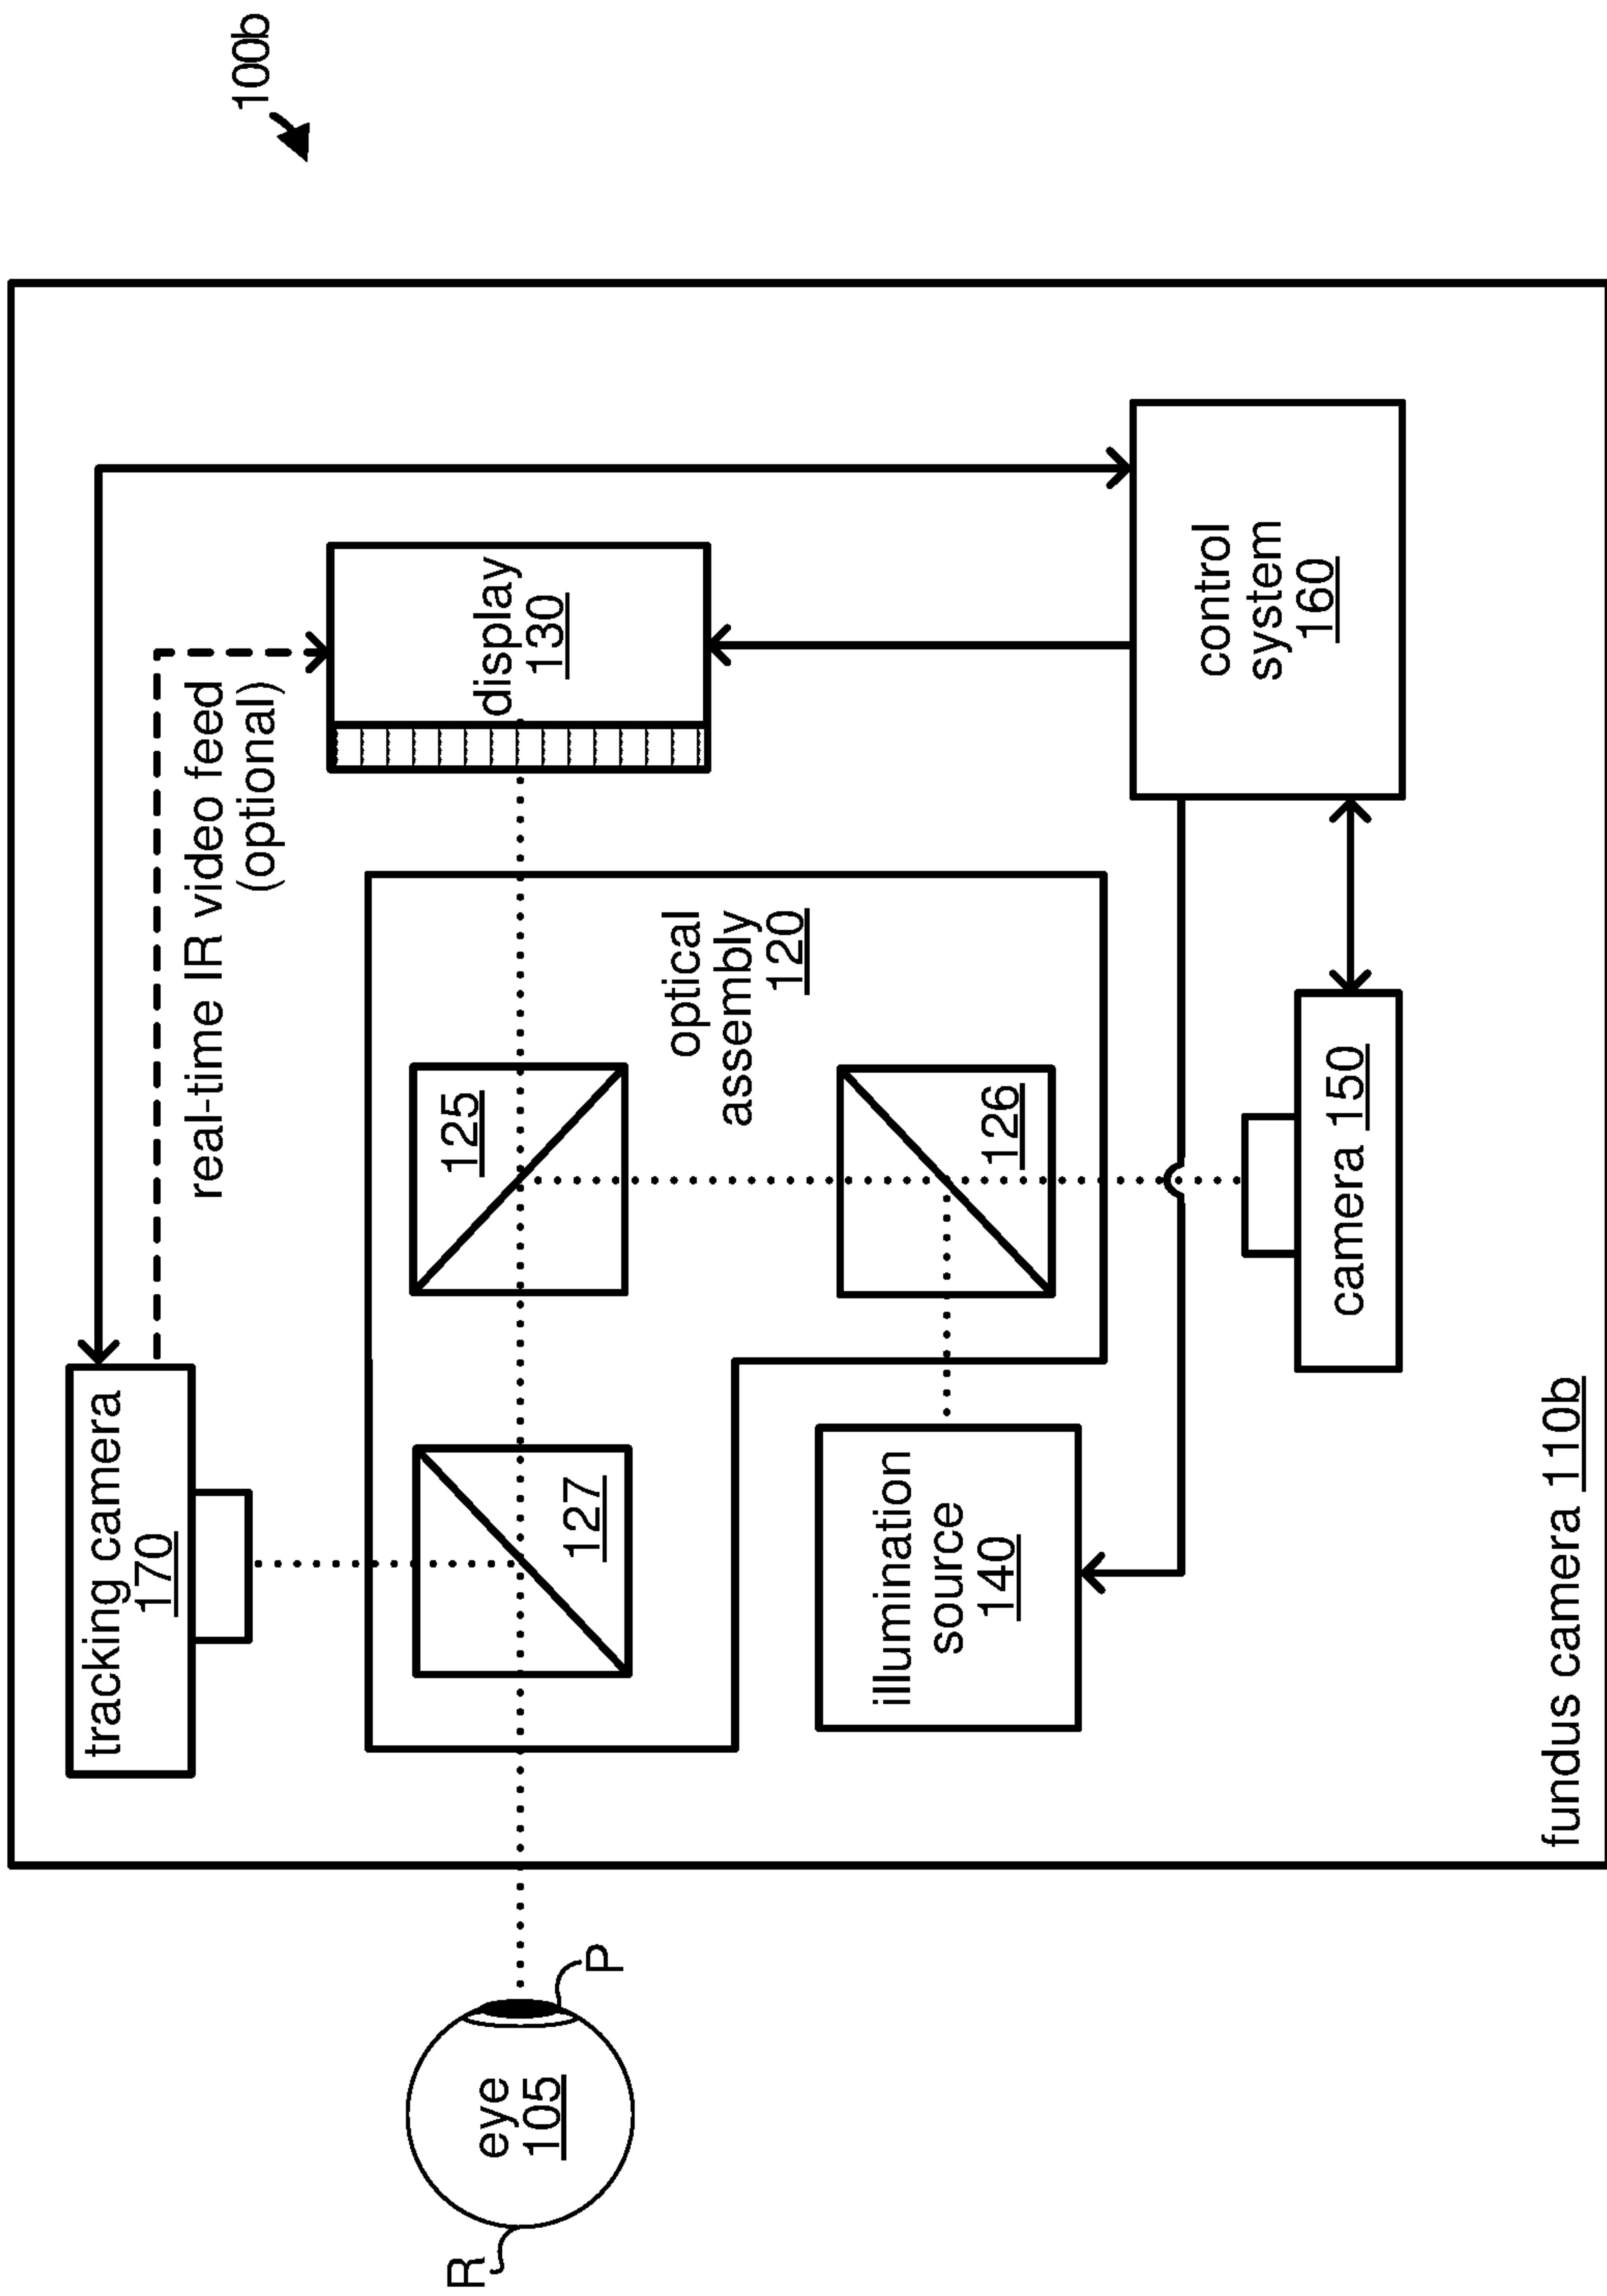 100b
tracking camera
170
real-time IR video feed
(optional)
display
130
125
127
optical
assembly
120
126
eye
105
R
P
illumination
source
140
control
system
160
camera 150
fundus camera 110b